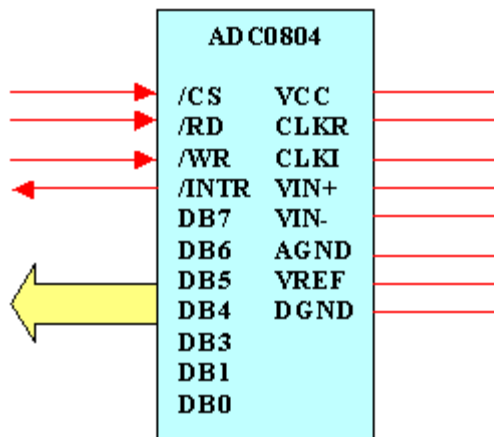 ADC0804
/CS VCC
/RD CLKR
/WR CLKI
/INTR VIN+
DB7 VIN-
DB6 AGND
DB5 VREF
DB4 DGND
DB3
DB1
DB0